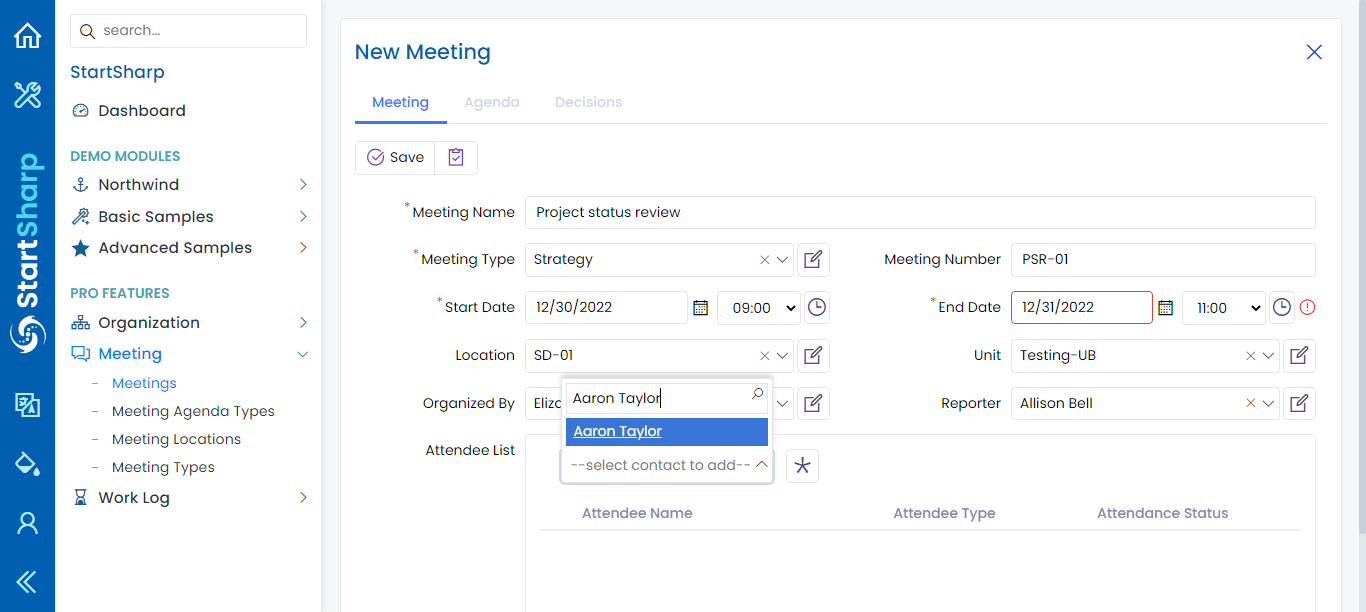 search...
StartSharp
Dashboard
DEMO MODULES
Northwind
Basic Samples
Advanced Samples
PRO FEATURES
Organization
Meeting
Meetings
Meeting Agenda Types
Meeting Locations
Meeting Types
Work Log
StartSharp
New Meeting
Meeting Agenda Decisions
Save
*Meeting Name Project status review
*Meeting Type Strategy Meeting Number PSR-01
*Start Date 12/30/2022 09:00 *End Date 12/31/2022 11:00
Location SD-01 Unit Testing-UB
Organized By Reporter Allison Bell
Aaron Taylor
Aaron Taylor
Attendee List
--select contact to add--
Attendee Name Attendee Type Attendance Status